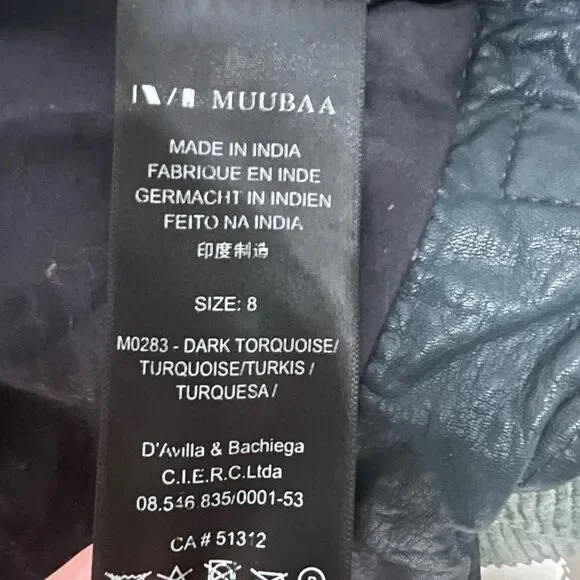 MUUBAA
MADE IN INDIA
FABRIQUE EN INDE
GERMACHT IN INDIEN
FEITO NA INDIA
印度制造
SIZE: 8
M0283 - DARK TORQUOISE/
TURQUOISE/TURKIS /
TURQUESA /
D'Avilla & Bachiega
C.I.E.R.C.Ltda
08.546.835/0001-53
CA # 51312